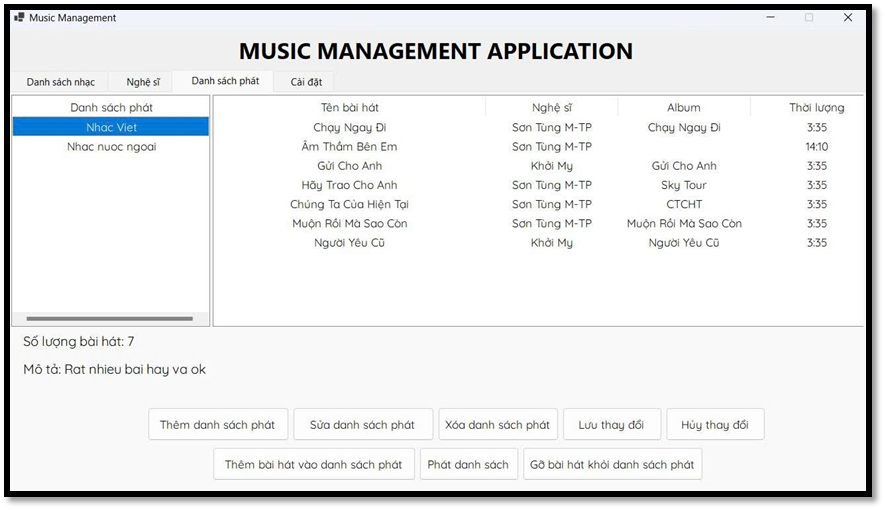 Music Management
MUSIC MANAGEMENT APPLICATION
Danh sách nhạc Nghệ sĩ Danh sách phát Cài đặt
Danh sách phát
Nhac Viet
Nhac nuoc ngoai
Tên bài hát Nghệ sĩ Album Thời lượng
Chạy Ngay Đi Sơn Tùng M-TP Chạy Ngay Đi 3:35
Âm Thầm Bên Em Sơn Tùng M-TP 14:10
Gửi Cho Anh Khởi My Gửi Cho Anh 3:35
Hãy Trao Cho Anh Sơn Tùng M-TP Sky Tour 3:35
Chúng Ta Của Hiện Tại Sơn Tùng M-TP CTCHT 3:35
Muộn Rồi Mà Sao Còn Sơn Tùng M-TP Muộn Rồi Mà Sao Còn 3:35
Người Yêu Cũ Khởi My Người Yêu Cũ 3:35
Số lượng bài hát: 7
Mô tả: Rat nhieu bai hay va ok
Thêm danh sách phát Sửa danh sách phát Xóa danh sách phát Lưu thay đổi Hủy thay đổi
Thêm bài hát vào danh sách phát Phát danh sách Gỡ bài hát khỏi danh sách phát